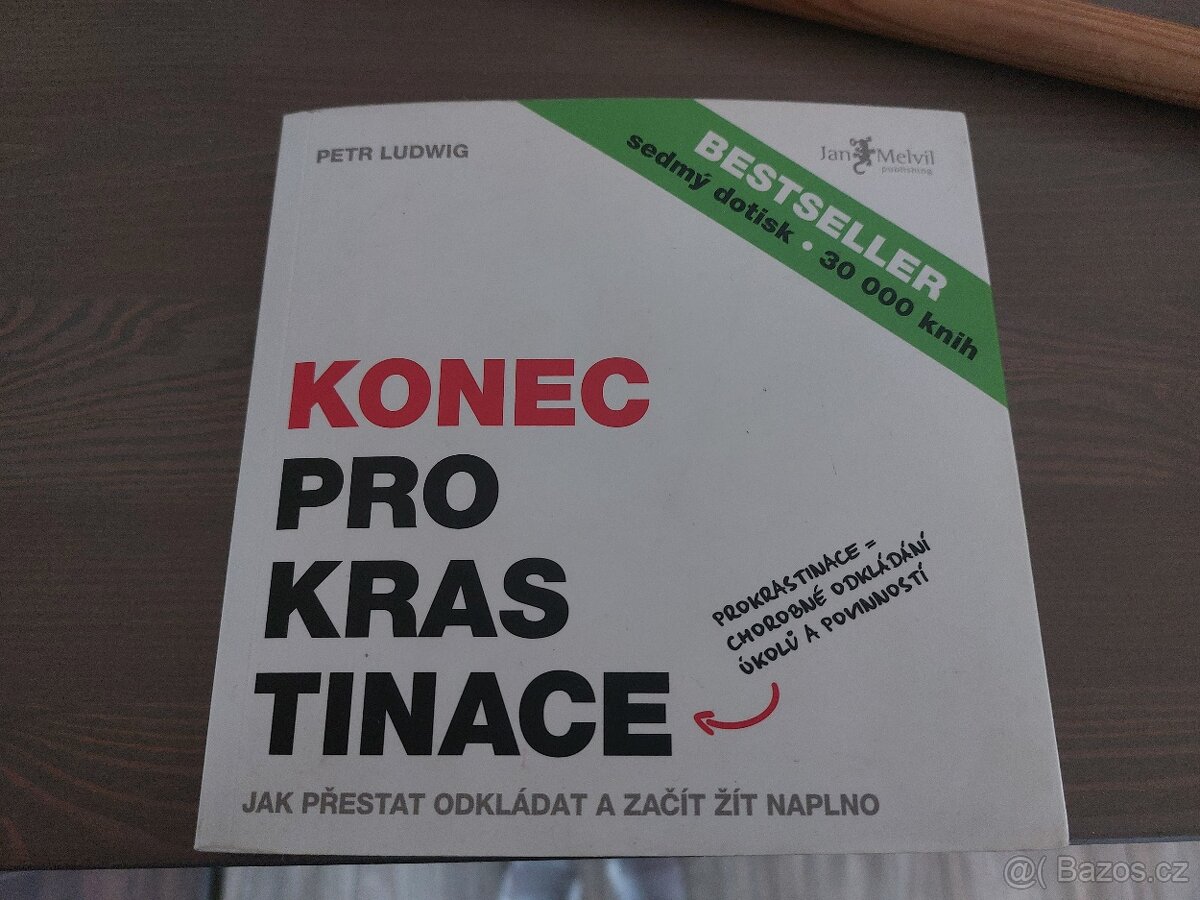 PETR LUDWIG
Jan Melvil
publishing
BESTSELLER
sedmý dotisk • 30 000 knih
KONEC
PRO
KRAS
TINACE
PROKRASTINACE =
CHOROBNÉ ODKLÁDÁNÍ
ÚKOLŮ A POVINNOSTÍ
JAK PŘESTAT ODKLÁDAT A ZAČÍT ŽÍT NAPLNO
@( Bazos.cz